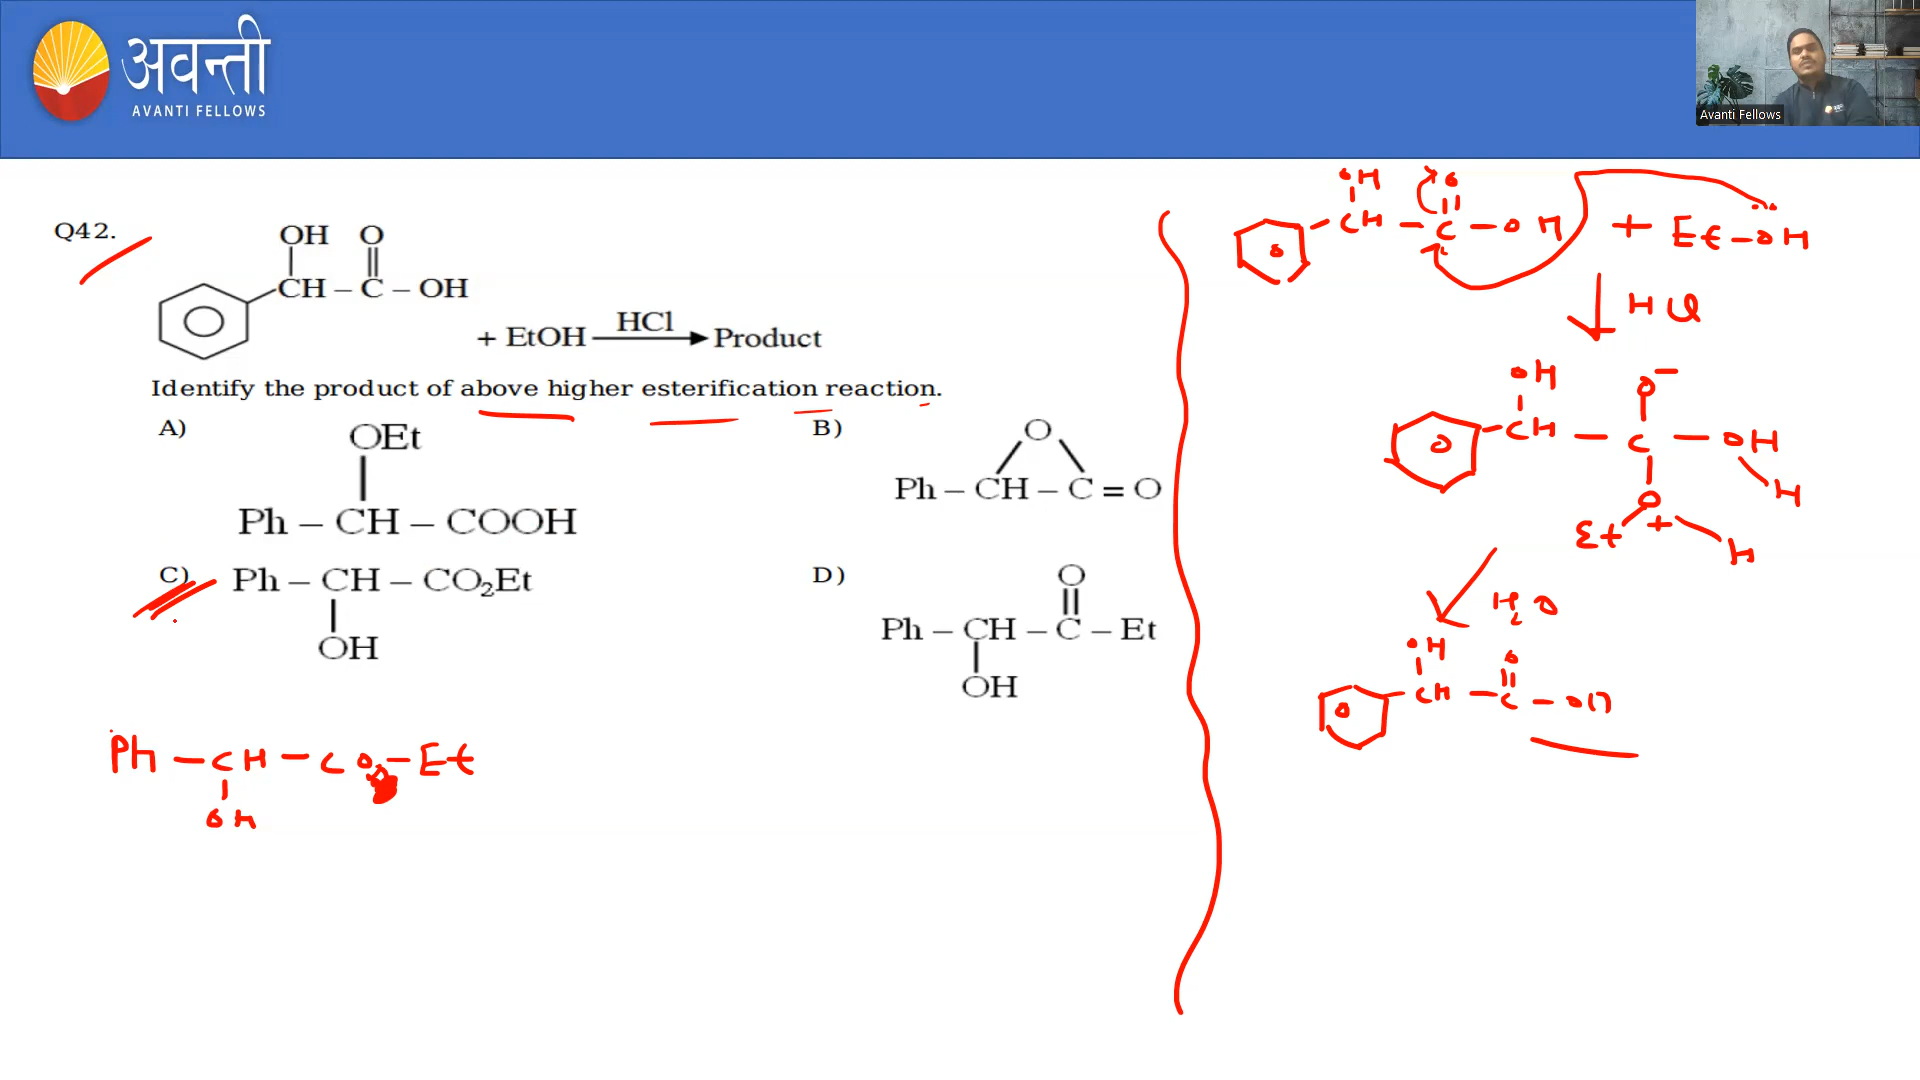 अवन्ती
AVANTI FELLOWS
Avanti Fellows
Q42.
OH O
CH – C – OH
+ EtOH HCl Product
Identify the product of above higher esterification reaction.
A)
OEt
Ph – CH – COOH
B)
O
Ph – CH – C = O
C)
Ph – CH – CO₂Et
OH
D)
O
Ph – CH – C – Et
OH
Ph – CH – CO – Et
OH
OH O
CH – C – OH + Et – OH
HCl
OH O⁻
CH – C – OH
H
O
Et + H
H₂O
OH O
CH – C –